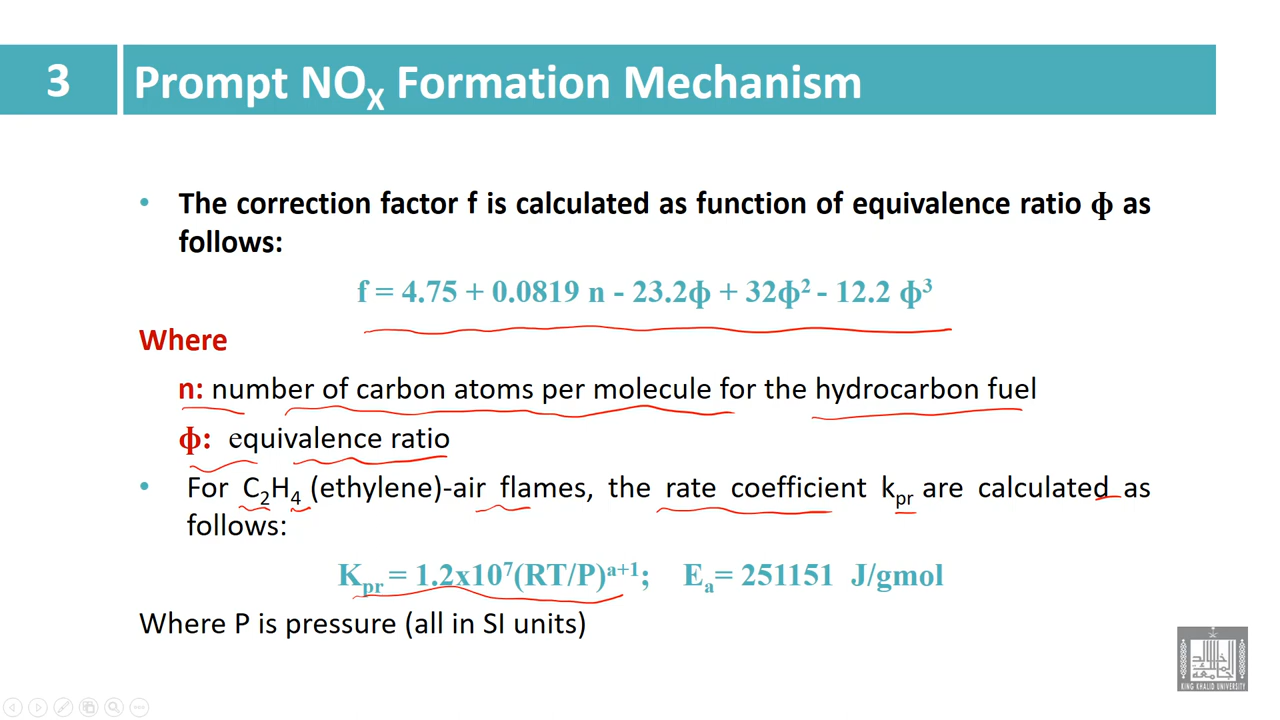 3
Prompt NOₓ Formation Mechanism
• The correction factor f is calculated as function of equivalence ratio ϕ as
follows:
f = 4.75 + 0.0819 n - 23.2ϕ + 32ϕ² - 12.2 ϕ³
Where
n: number of carbon atoms per molecule for the hydrocarbon fuel
ϕ: equivalence ratio
• For C₂H₄ (ethylene)-air flames, the rate coefficient kₚᵣ are calculated as
follows:
Kₚᵣ = 1.2x10⁷(RT/P)ᵃ⁺¹; Eₐ= 251151 J/gmol
Where P is pressure (all in SI units)
KING KHALID UNIVERSITY